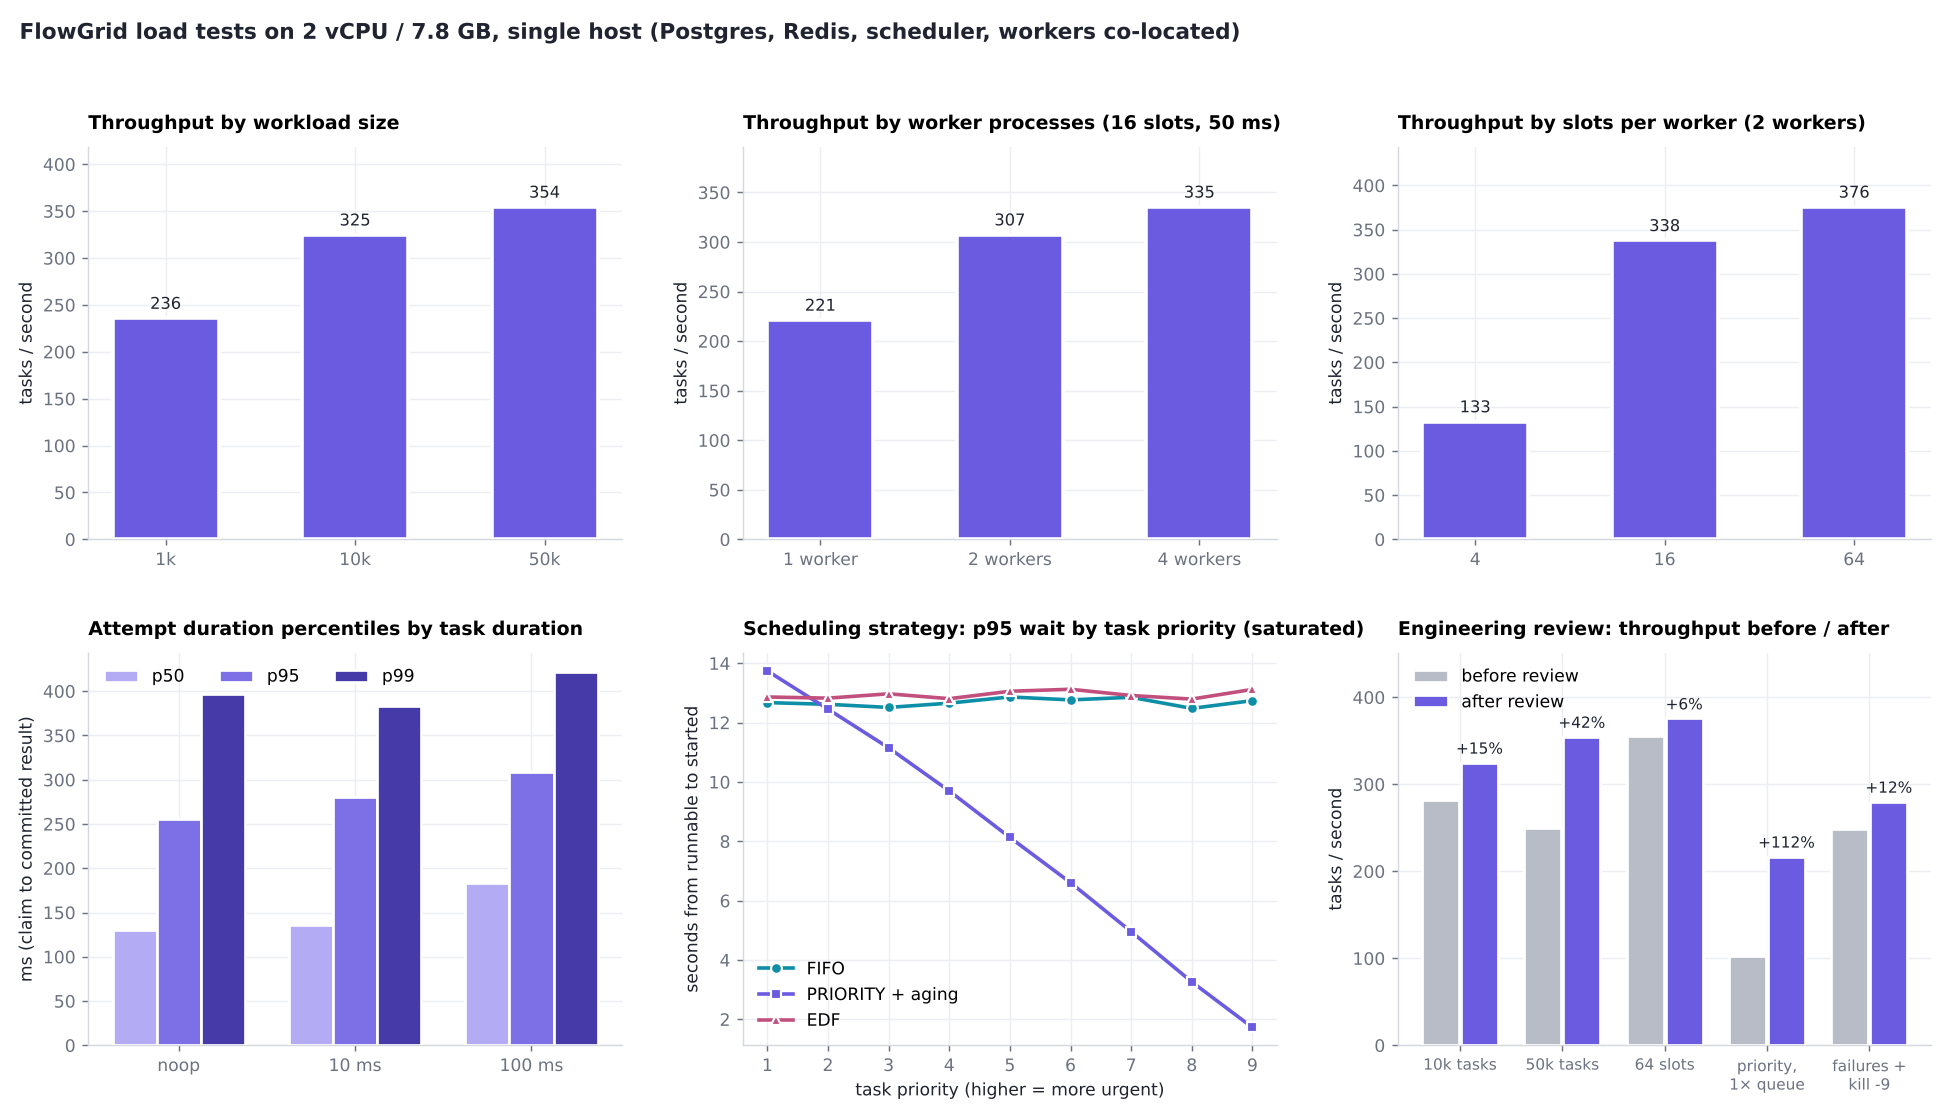 FlowGrid load tests on 2 vCPU / 7.8 GB, single host (Postgres, Redis, scheduler, workers co-located)
Throughput by workload size
tasks / second
400
350
300
250
200
150
100
50
0
236
325
354
1k
10k
50k
Throughput by worker processes (16 slots, 50 ms)
tasks / second
350
300
250
200
150
100
50
0
221
307
335
1 worker
2 workers
4 workers
Throughput by slots per worker (2 workers)
tasks / second
400
350
300
250
200
150
100
50
0
133
338
376
4
16
64
Attempt duration percentiles by task duration
ms (claim to committed result)
p50
p95
p99
400
350
300
250
200
150
100
50
0
noop
10 ms
100 ms
Scheduling strategy: p95 wait by task priority (saturated)
seconds from runnable to started
14
12
10
8
6
4
2
FIFO
PRIORITY + aging
EDF
1
2
3
4
5
6
7
8
9
task priority (higher = more urgent)
Engineering review: throughput before / after
tasks / second
before review
after review
400
300
200
100
0
+15%
+42%
+6%
+112%
+12%
10k tasks
50k tasks
64 slots
priority,
1× queue
failures +
kill -9